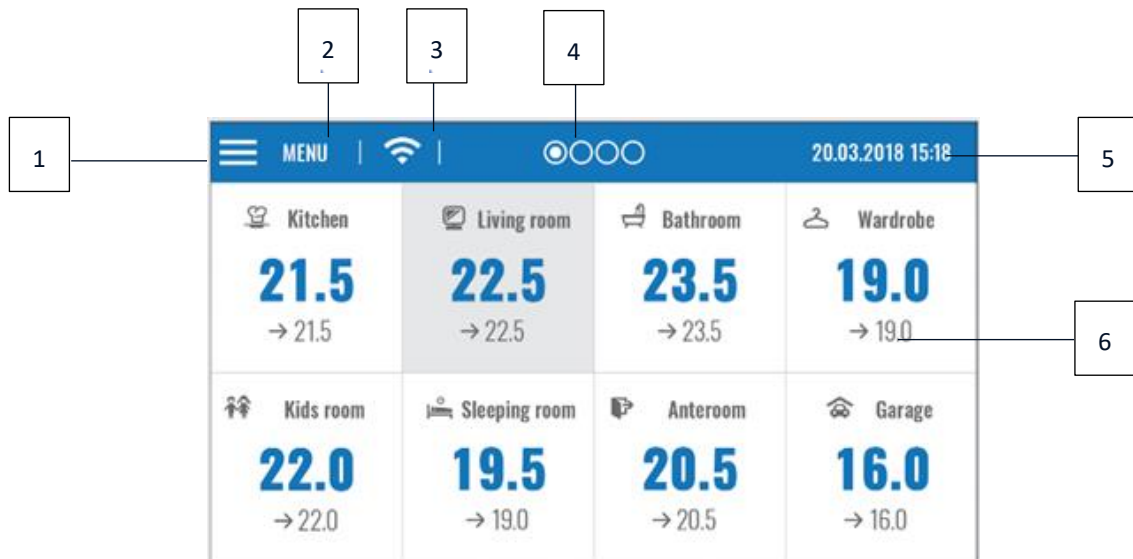 2 3 4
1 5
MENU | | 20.03.2018 15:18
Kitchen Living room Bathroom Wardrobe
21.5 22.5 23.5 19.0
→ 21.5 → 22.5 → 23.5 → 19.0
6
Kids room Sleeping room Anteroom Garage
22.0 19.5 20.5 16.0
→ 22.0 → 19.0 → 20.5 → 16.0